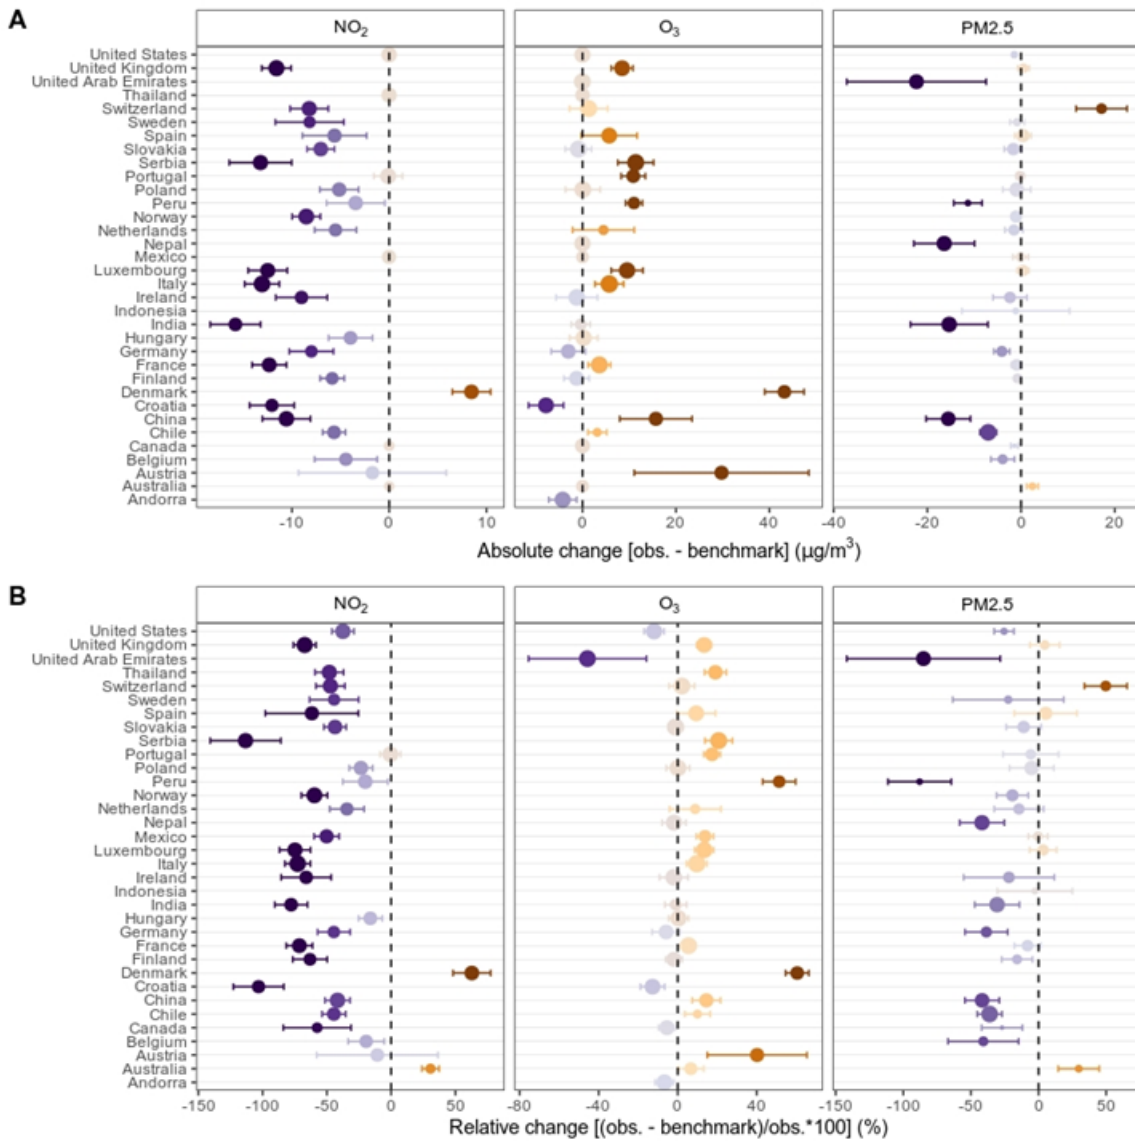 A
NO₂
O₃
PM2.5
United States
United Kingdom
United Arab Emirates
Thailand
Switzerland
Sweden
Spain
Slovakia
Serbia
Portugal
Poland
Peru
Norway
Netherlands
Nepal
Mexico
Luxembourg
Italy
Ireland
Indonesia
India
Hungary
Germany
France
Finland
Denmark
Croatia
China
Chile
Canada
Belgium
Austria
Australia
Andorra
-10 0 10 0 20 40 -40 -20 0 20
Absolute change [obs. - benchmark] (µg/m³)
B
NO₂
O₃
PM2.5
United States
United Kingdom
United Arab Emirates
Thailand
Switzerland
Sweden
Spain
Slovakia
Serbia
Portugal
Poland
Peru
Norway
Netherlands
Nepal
Mexico
Luxembourg
Italy
Ireland
Indonesia
India
Hungary
Germany
France
Finland
Denmark
Croatia
China
Chile
Canada
Belgium
Austria
Australia
Andorra
-150 -100 -50 0 50 -80 -40 0 40 -150 -100 -50 0 50
Relative change [(obs. - benchmark)/obs.*100] (%)